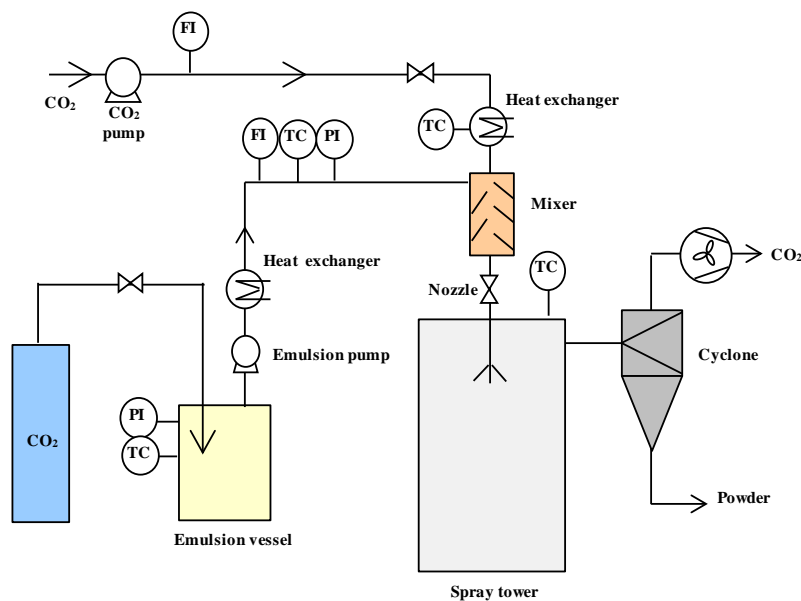 FI
CO₂
CO₂
pump
Heat exchanger
TC
FI
TC
PI
Mixer
Heat exchanger
Nozzle
TC
CO₂
Emulsion pump
Cyclone
PI
TC
CO₂
Powder
Emulsion vessel
Spray tower